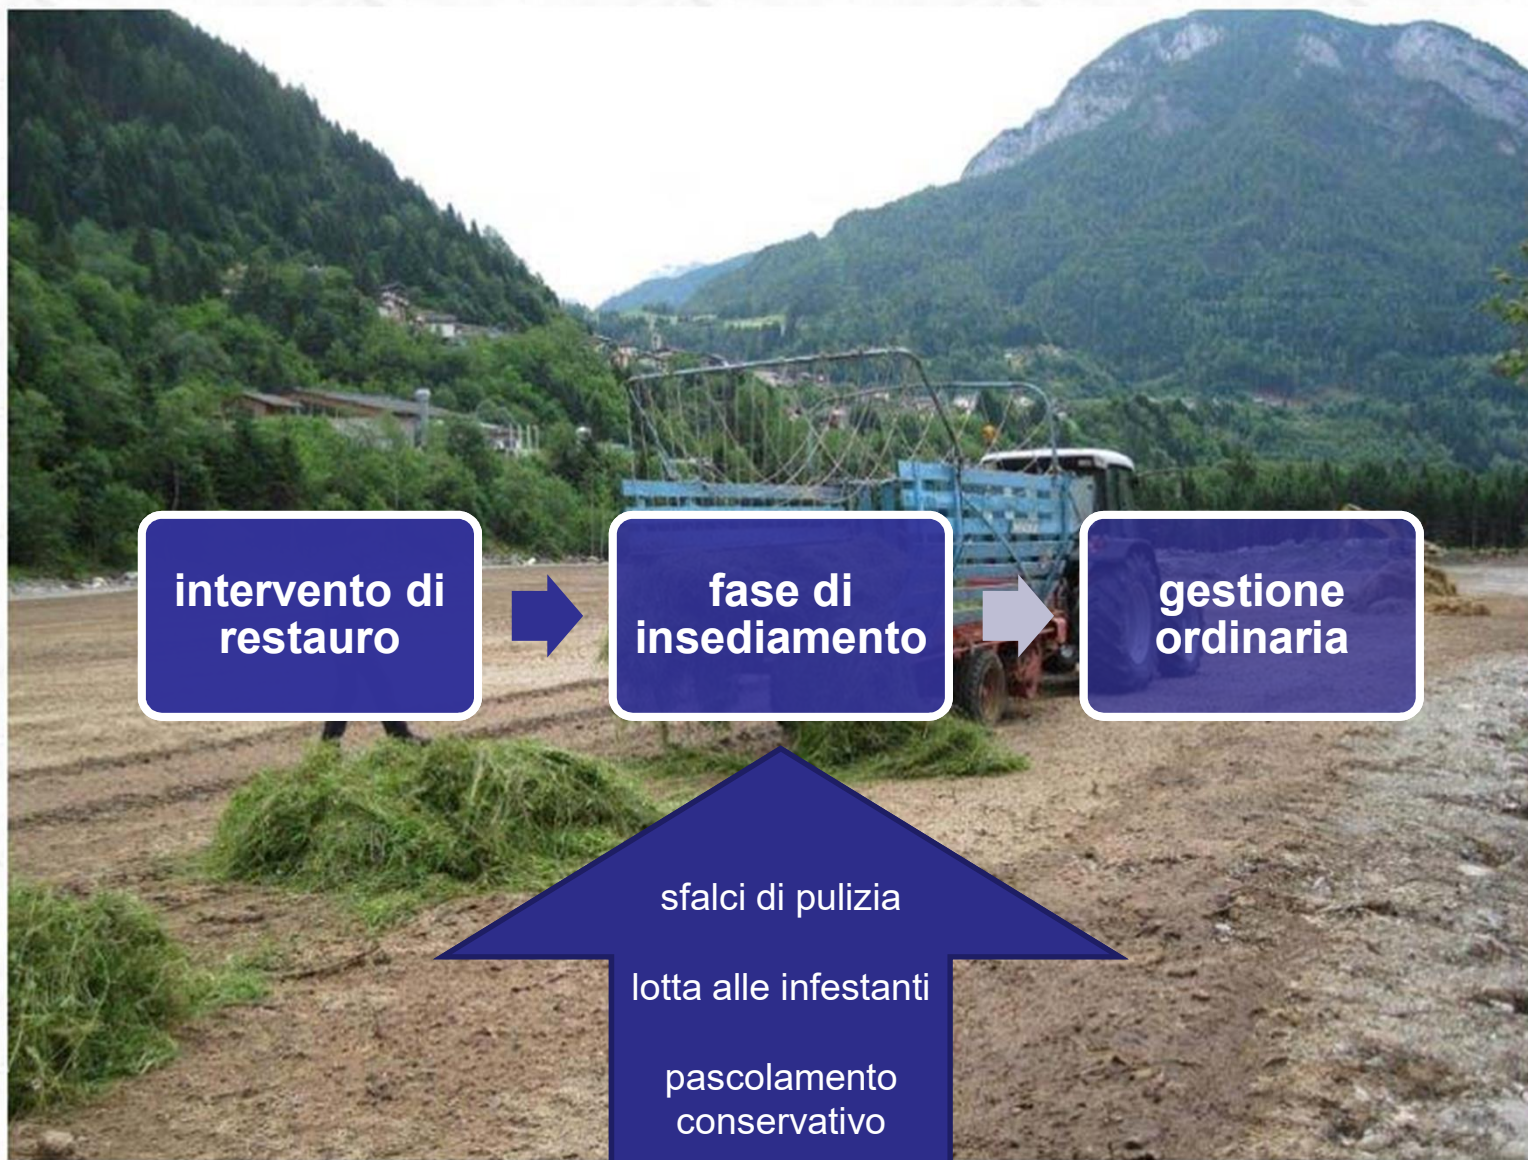 intervento di
restauro
fase di
insediamento
gestione
ordinaria
sfalci di pulizia
lotta alle infestanti
pascolamento
conservativo